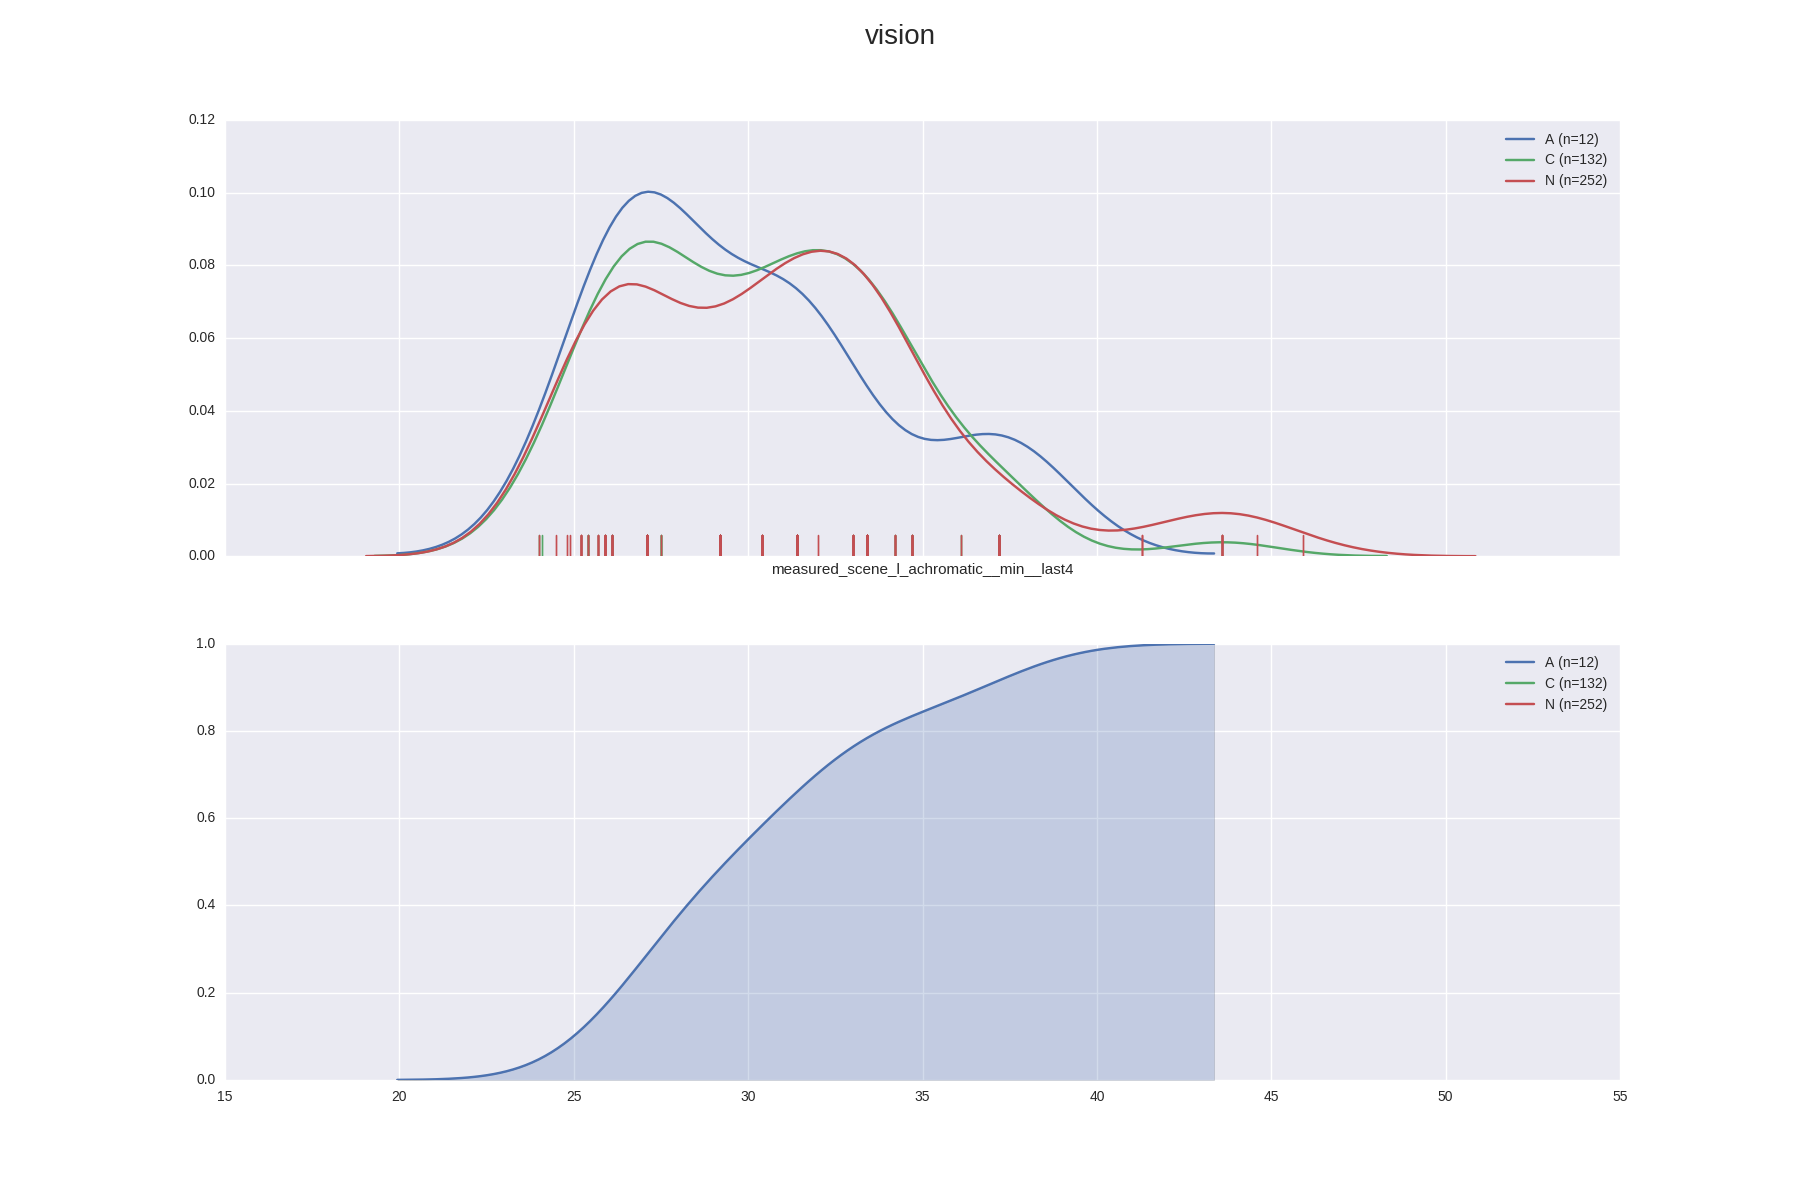 vision
0.12
0.10
0.08
0.06
0.04
0.02
0.00
A (n=12)
C (n=132)
N (n=252)
measured_scene_l_achromatic__min__last4
1.0
0.8
0.6
0.4
0.2
0.0
A (n=12)
C (n=132)
N (n=252)
15 20 25 30 35 40 45 50 55